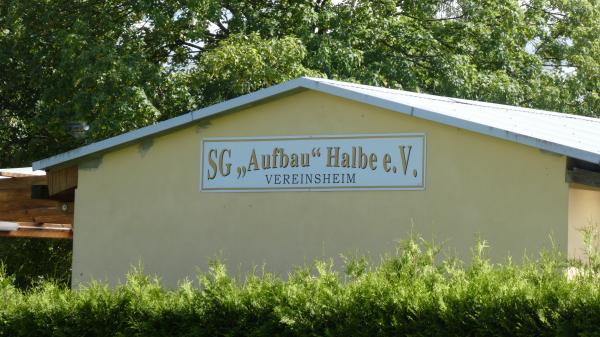 SG „Aufbau“ Halbe e.V.
VEREINSHEIM